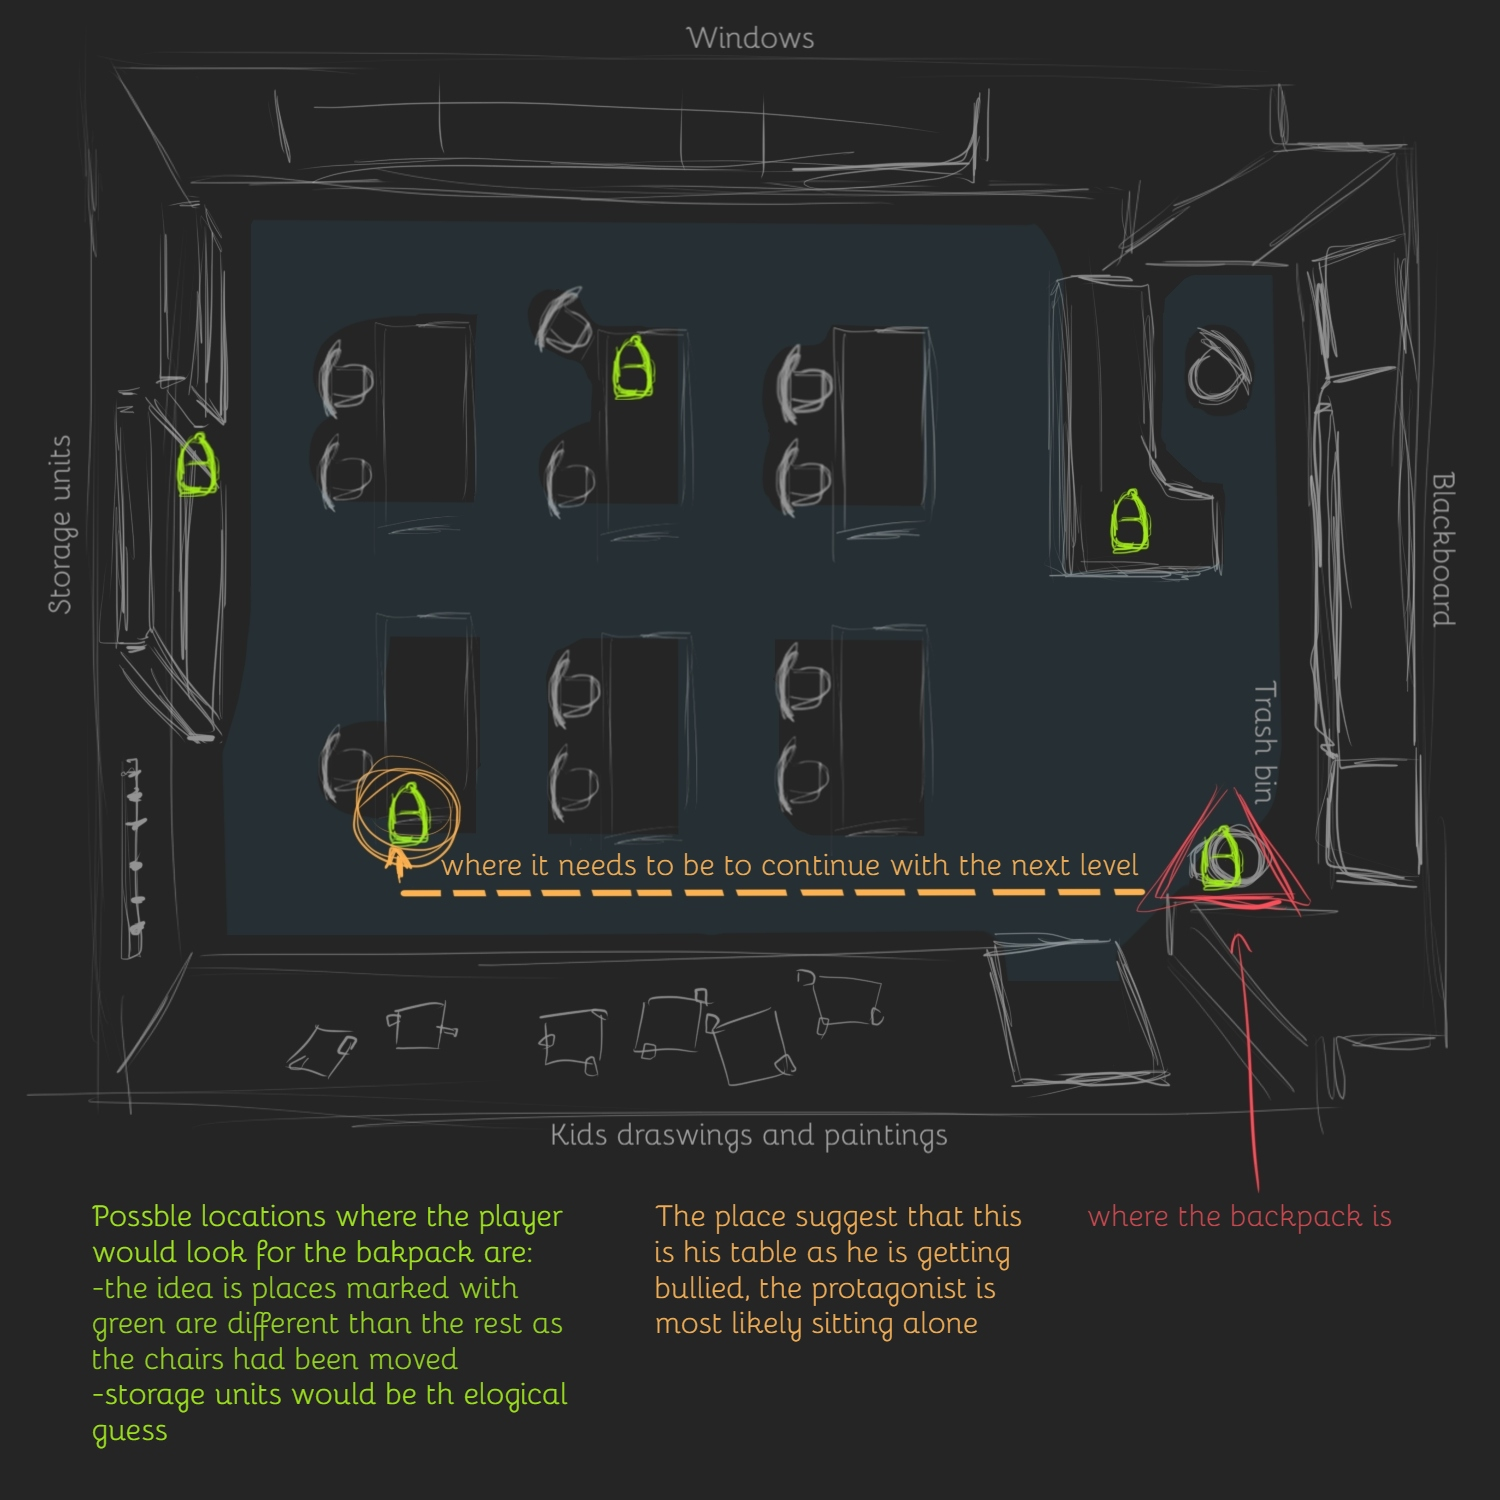 Windows
Storage units
Blackboard
Trash bin
where it needs to be to continue with the next level
Kids draswings and paintings
Possble locations where the player
would look for the bakpack are:
-the idea is places marked with
green are different than the rest as
the chairs had been moved
-storage units would be th elogical
guess
The place suggest that this
is his table as he is getting
bullied, the protagonist is
most likely sitting alone
where the backpack is